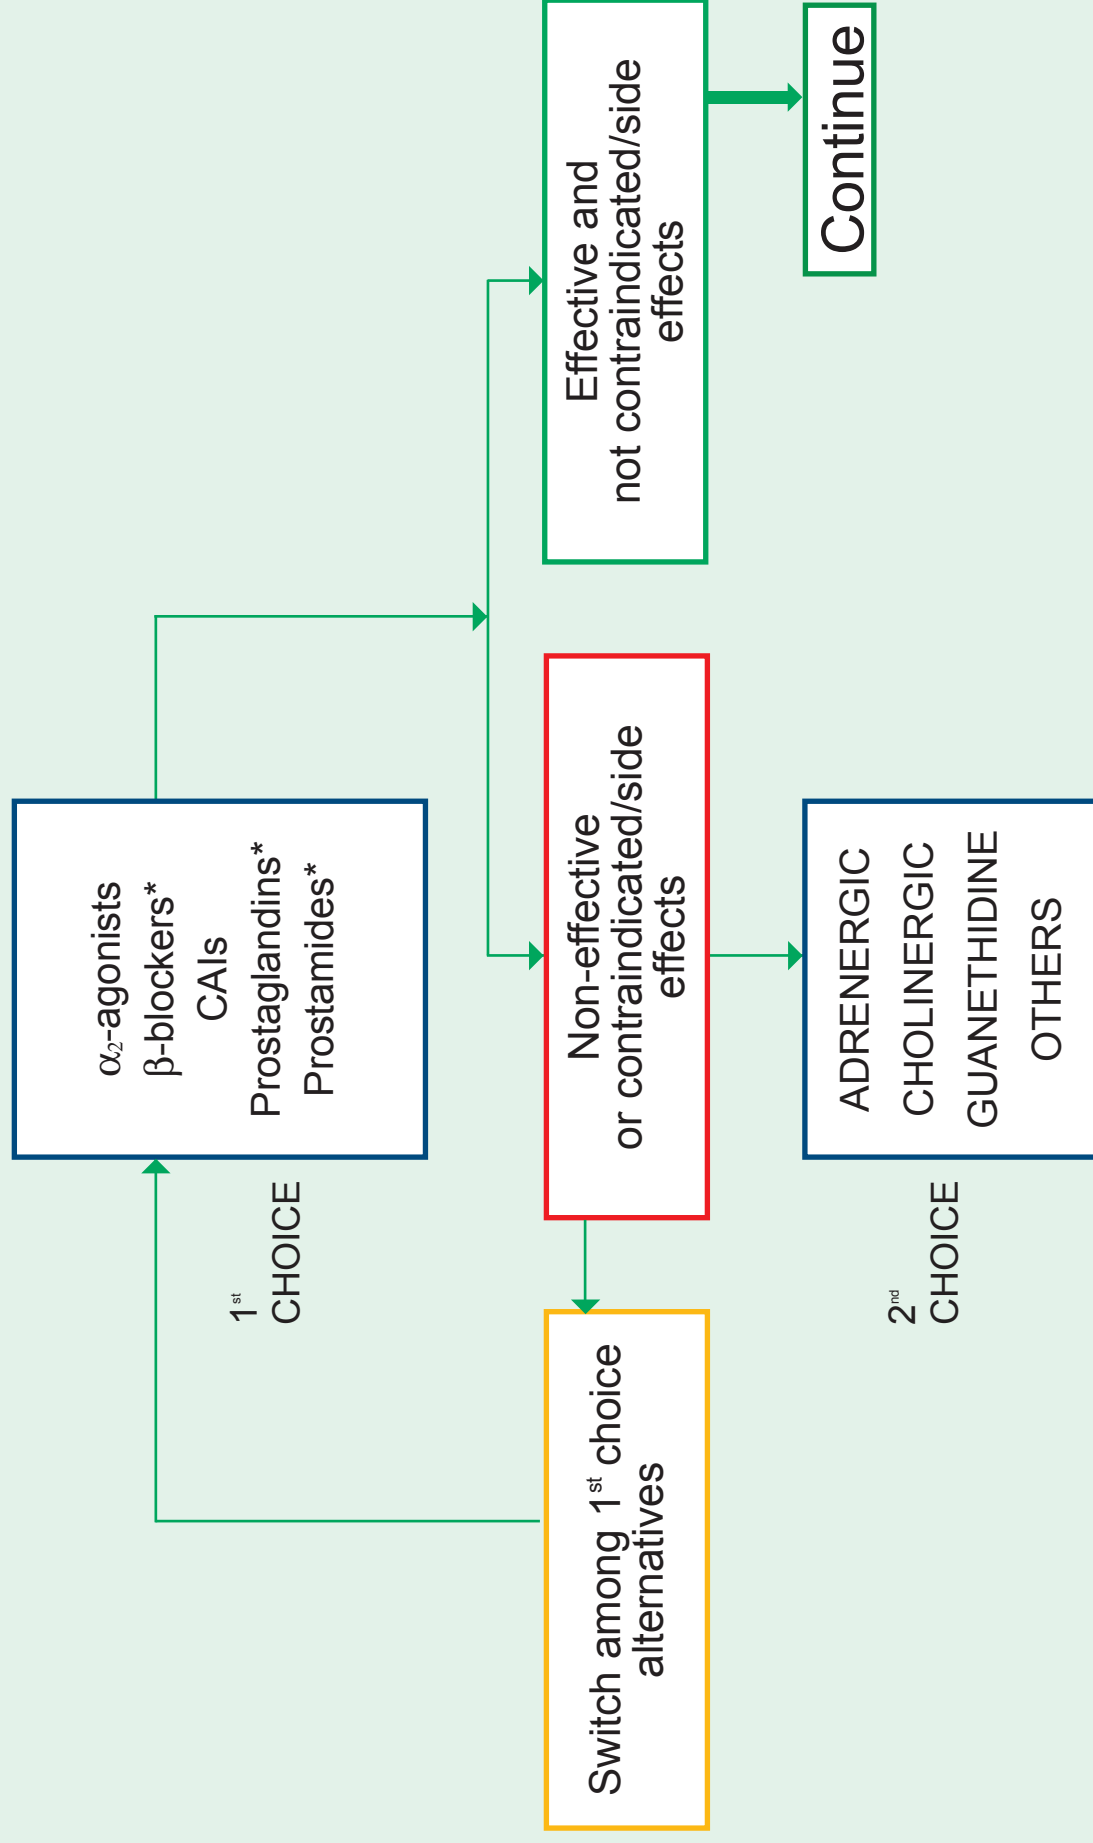 1st
CHOICE
α2-agonists
β-blockers*
CAIs
Prostaglandins*
Prostamides*
Switch among 1st choice
alternatives
Non-effective
or contraindicated/side
effects
Effective and
not contraindicated/side
effects
2nd
CHOICE
ADRENERGIC
CHOLINERGIC
GUANETHIDINE
OTHERS
Continue